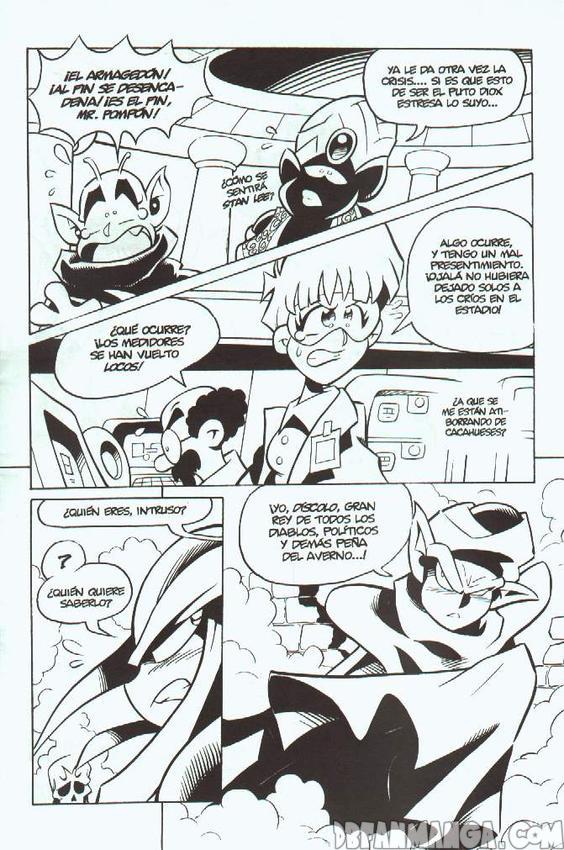 ¡EL ARMAGEDÓN!
¡AL FIN SE DESENCA-
DENA! ¡ES EL FIN,
MR. POMPÓN!
YA LE DA OTRA VEZ LA
CRISIS.... SI ES QUE ESTO
DE SER EL PUTO DIOX
ESTRESA LO SUYO...
¿CÓMO SE
SENTIRÁ
STAN LEE?
ALGO OCURRE,
Y TENGO UN MAL
PRESENTIMIENTO.
¡OJALÁ NO HUBIERA
DEJADO SOLOS A
LOS CRÍOS EN EL
ESTADIO!
¿QUÉ OCURRE?
¡LOS MEDIDORES
SE HAN VUELTO
LOCOS!
¿A QUE SE
ME ESTÁN ATI-
BORRANDO DE
CACAHUESES?
¿QUIÉN ERES, INTRUSO?
?
¿QUIÉN QUIERE
SABERLO?
¡YO, DÍSCOLO, GRAN
REY DE TODOS LOS
DIABLOS, POLÍTICOS
Y DEMÁS PEÑA
DEL AVERNO...!
DBFANMANGA.COM